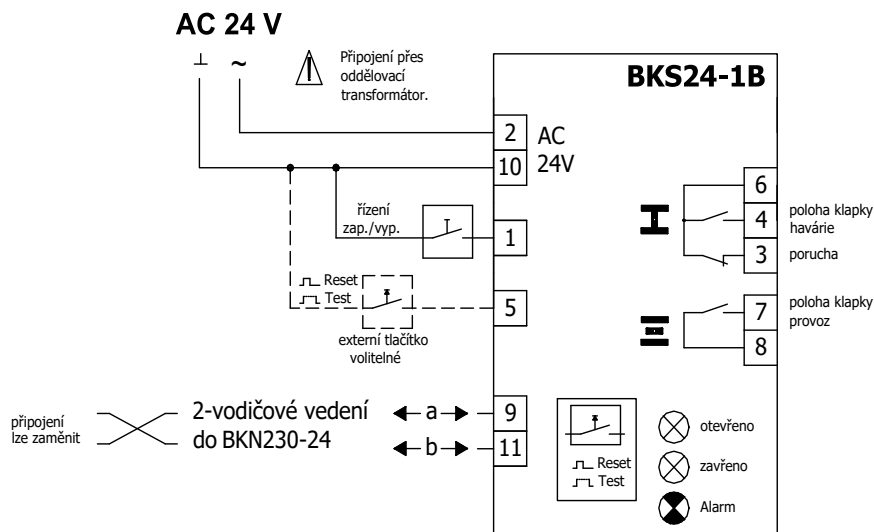 AC 24 V
⊥ ~
Připojení přes
oddělovací
transformátor.
BKS24-1B
2
AC
10
24V
řízení
zap./vyp.
1
Reset
Test
5
externí tlačítko
volitelné
6
4
poloha klapky
havárie
3
porucha
7
poloha klapky
provoz
8
připojení
lze zaměnit
2-vodičové vedení
do BKN230-24
a
9
b
11
Reset
Test
otevřeno
zavřeno
Alarm